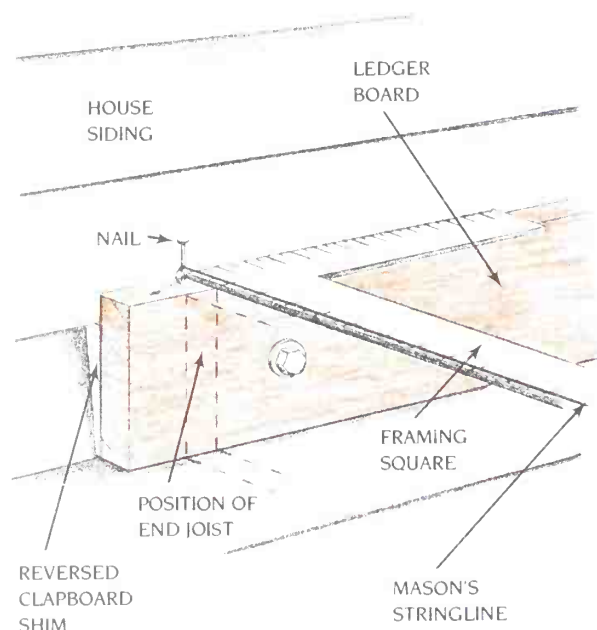 LEDGER
BOARD
HOUSE
SIDING
NAIL
FRAMING
SQUARE
POSITION OF
END JOIST
REVERSED
CLAPBOARD
SHIM
MASON'S
STRINGLINE